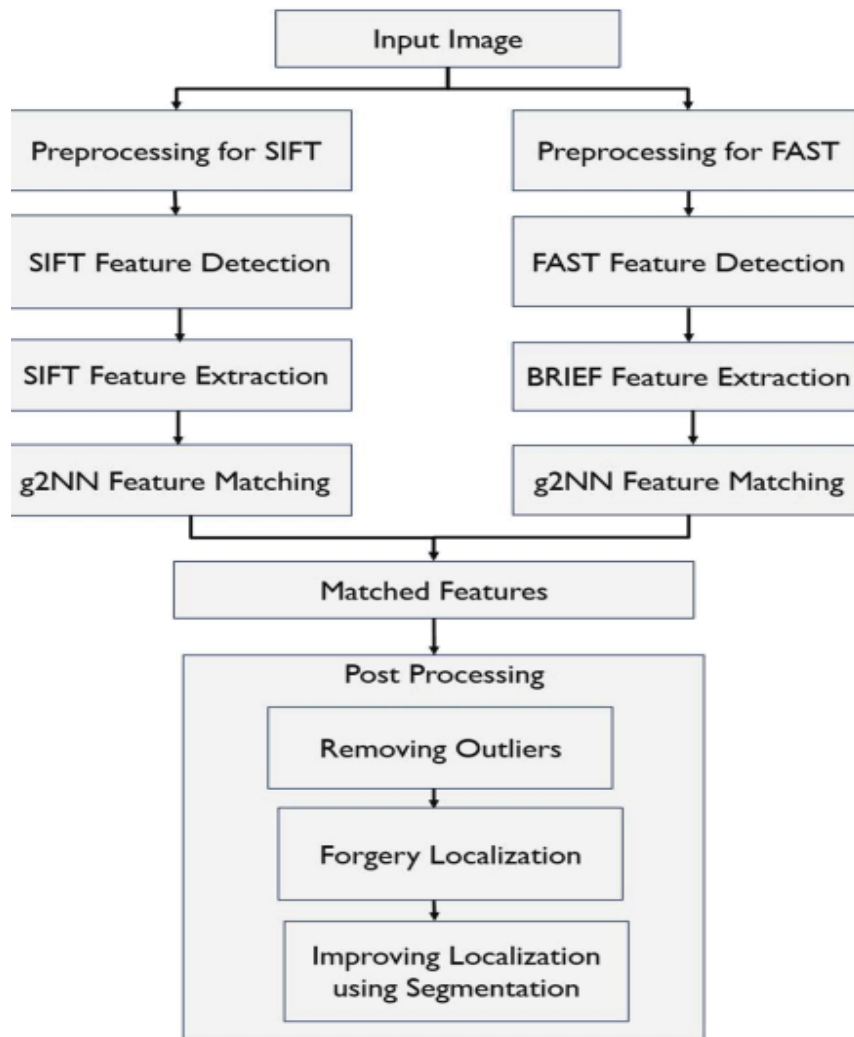 Input Image
Preprocessing for SIFT
Preprocessing for FAST
SIFT Feature Detection
FAST Feature Detection
SIFT Feature Extraction
BRIEF Feature Extraction
g2NN Feature Matching
g2NN Feature Matching
Matched Features
Post Processing
Removing Outliers
Forgery Localization
Improving Localization
using Segmentation